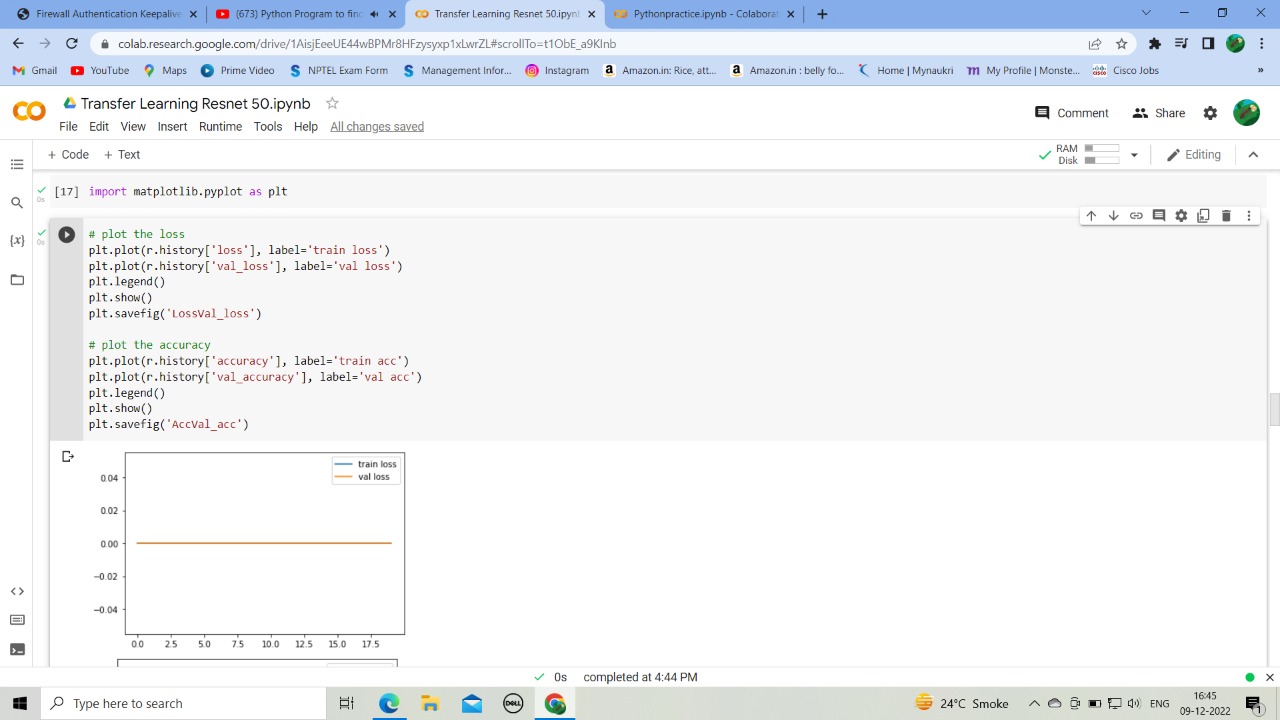 Firewall Authentication Keepalive
(673) Python Program to find
Transfer Learning Resnet 50.ipynb
Pythonpractice.ipynb - Colaborat
colab.research.google.com/drive/1AisjEeeUE44wBPMr8HFzysyxp1xLwrZL#scrollTo=t1ObE_a9KInb
Gmail YouTube Maps Prime Video NPTEL Exam Form Management Infor... Instagram Amazon.in: Rice, att... Amazon.in : belly fo... Home | Mynaukri My Profile | Monste... Cisco Jobs »
Transfer Learning Resnet 50.ipynb
Comment Share
File Edit View Insert Runtime Tools Help All changes saved
+ Code + Text
RAM
Disk
Editing
0s [17] import matplotlib.pyplot as plt
0s
# plot the loss
plt.plot(r.history['loss'], label='train loss')
plt.plot(r.history['val_loss'], label='val loss')
plt.legend()
plt.show()
plt.savefig('LossVal_loss')
# plot the accuracy
plt.plot(r.history['accuracy'], label='train acc')
plt.plot(r.history['val_accuracy'], label='val acc')
plt.legend()
plt.show()
plt.savefig('AccVal_acc')
train loss
val loss
0.04
0.02
0.00
−0.02
−0.04
0.0 2.5 5.0 7.5 10.0 12.5 15.0 17.5
0s completed at 4:44 PM
Type here to search
DELL
24°C Smoke
ENG
16:45
09-12-2022
1